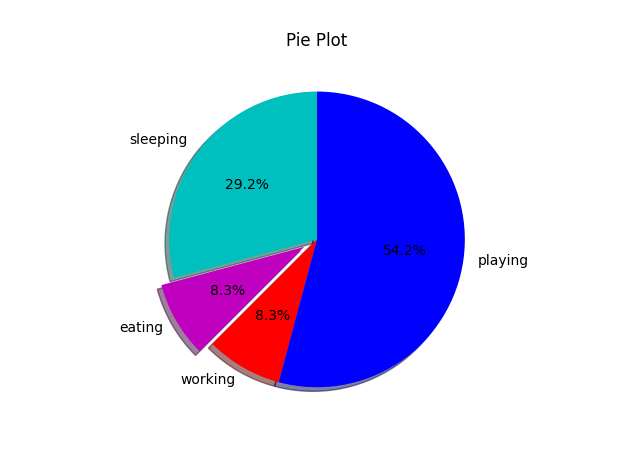 Pie Plot
sleeping
29.2%
54.2%
playing
8.3%
8.3%
eating
working